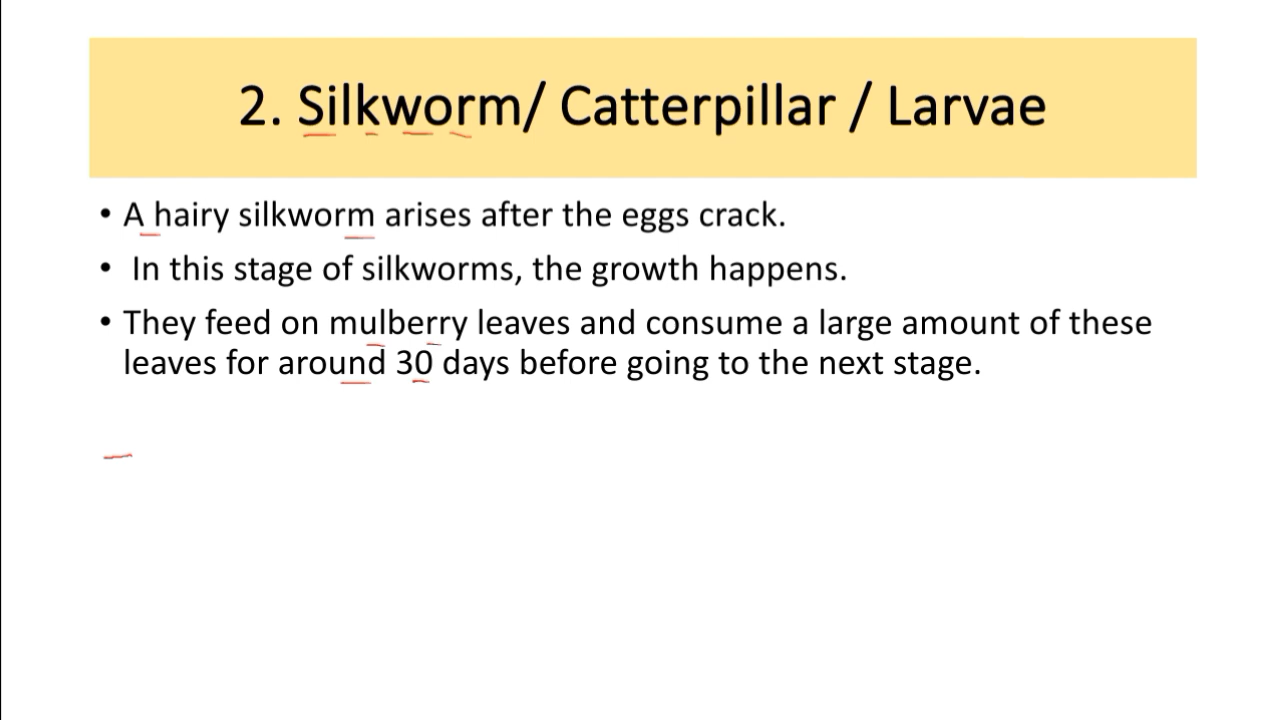 2. Silkworm/ Catterpillar / Larvae
• A hairy silkworm arises after the eggs crack.
• In this stage of silkworms, the growth happens.
• They feed on mulberry leaves and consume a large amount of these
leaves for around 30 days before going to the next stage.